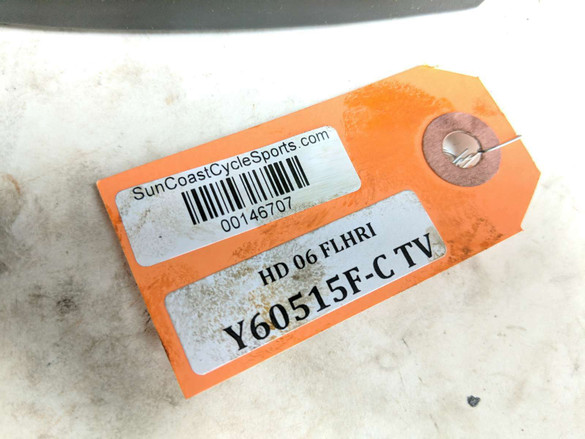 SunCoastCycleSports.com
00146707
HD 06 FLHRI
Y60515F-C TV